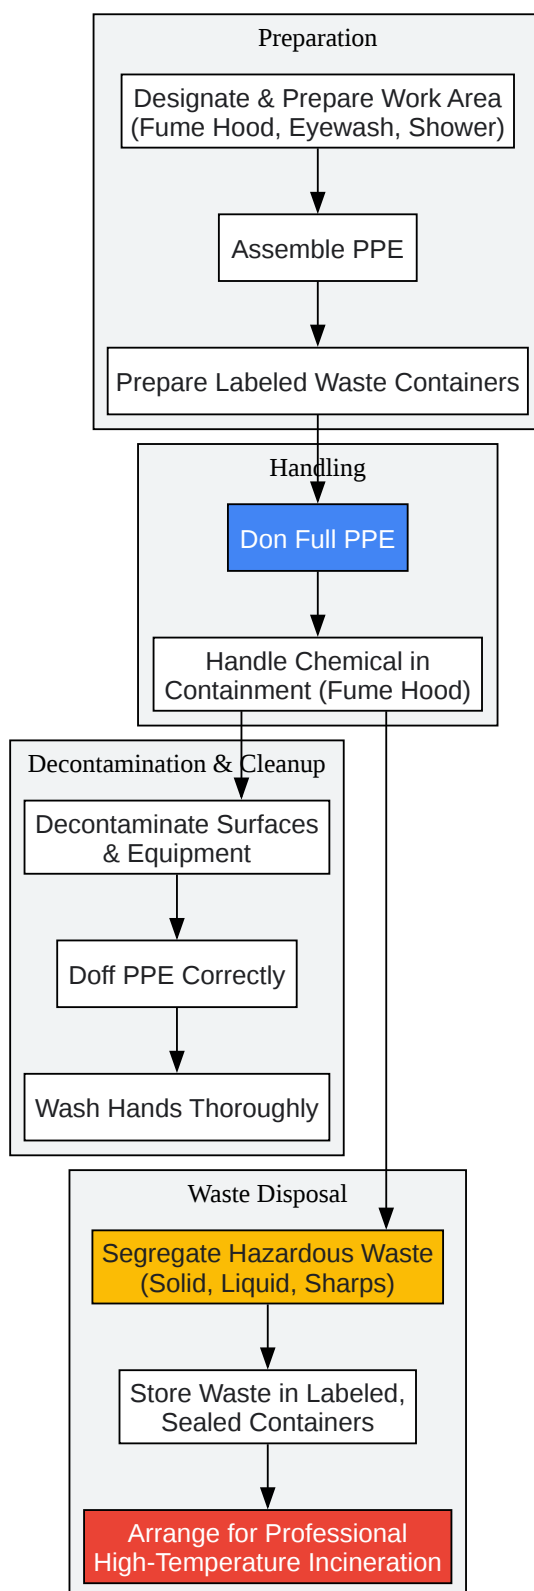 Preparation
Designate & Prepare Work Area
(Fume Hood, Eyewash, Shower)
Assemble PPE
Prepare Labeled Waste Containers
Handling
Don Full PPE
Handle Chemical in
Containment (Fume Hood)
Decontamination & Cleanup
Decontaminate Surfaces
& Equipment
Doff PPE Correctly
Wash Hands Thoroughly
Waste Disposal
Segregate Hazardous Waste
(Solid, Liquid, Sharps)
Store Waste in Labeled,
Sealed Containers
Arrange for Professional
High-Temperature Incineration